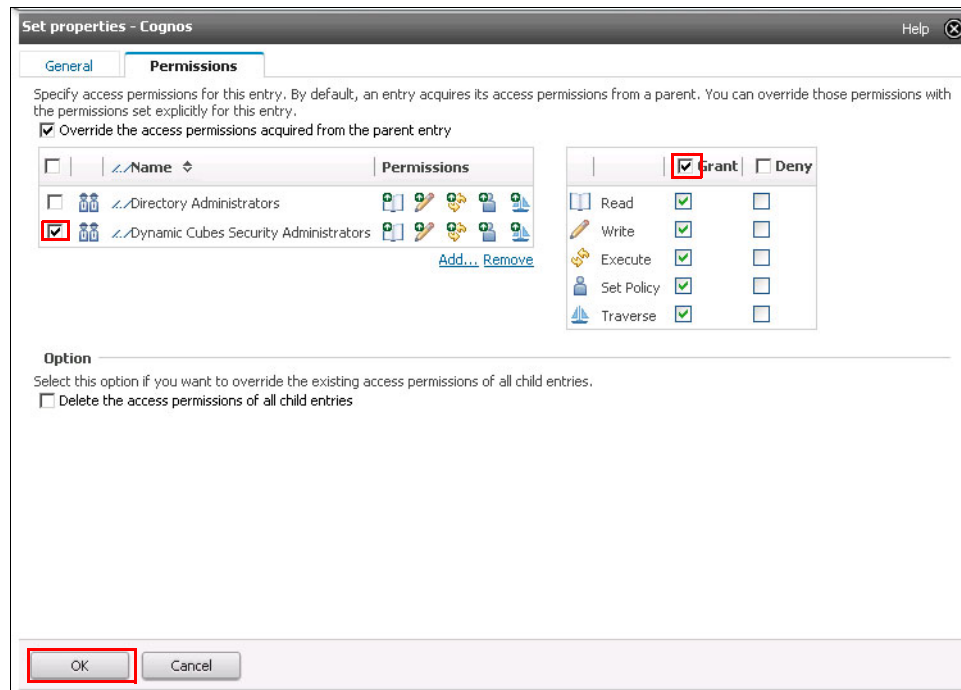 Set properties - Cognos
Help
General
Permissions
Specify access permissions for this entry. By default, an entry acquires its access permissions from a parent. You can override those permissions with
the permissions set explicitly for this entry.
Override the access permissions acquired from the parent entry
Name Permissions
Directory Administrators
Dynamic Cubes Security Administrators
Add... Remove
Grant Deny
Read
Write
Execute
Set Policy
Traverse
Option
Select this option if you want to override the existing access permissions of all child entries.
Delete the access permissions of all child entries
OK
Cancel